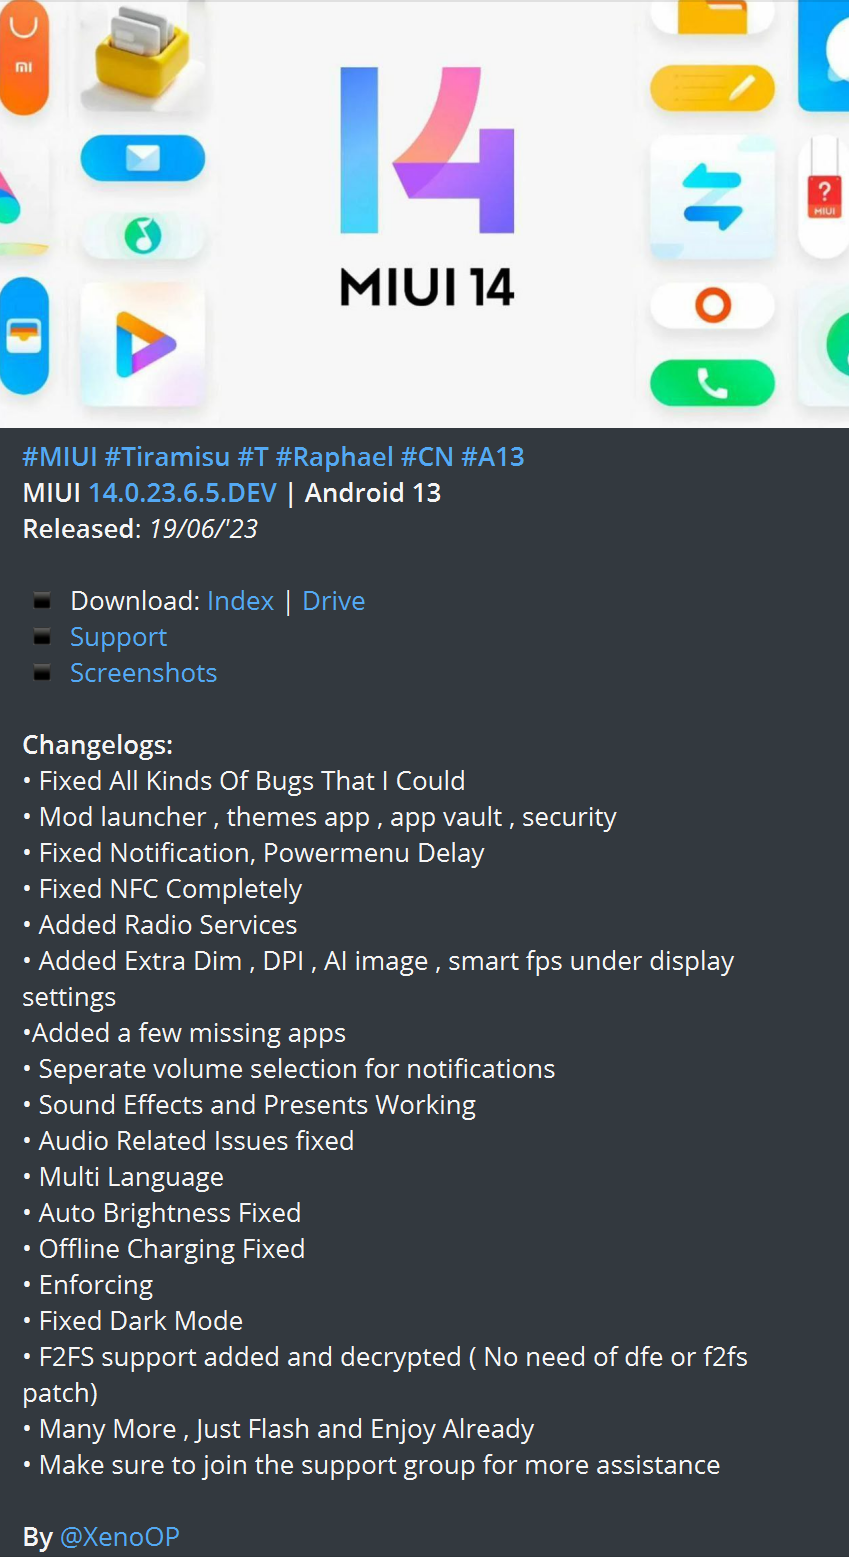 mi
14
MIUI 14
?
MIUI
#MIUI #Tiramisu #T #Raphael #CN #A13
MIUI 14.0.23.6.5.DEV | Android 13
Released: 19/06/'23
Download: Index | Drive
Support
Screenshots
Changelogs:
• Fixed All Kinds Of Bugs That I Could
• Mod launcher , themes app , app vault , security
• Fixed Notification, Powermenu Delay
• Fixed NFC Completely
• Added Radio Services
• Added Extra Dim , DPI , AI image , smart fps under display
settings
•Added a few missing apps
• Seperate volume selection for notifications
• Sound Effects and Presents Working
• Audio Related Issues fixed
• Multi Language
• Auto Brightness Fixed
• Offline Charging Fixed
• Enforcing
• Fixed Dark Mode
• F2FS support added and decrypted ( No need of dfe or f2fs
patch)
• Many More , Just Flash and Enjoy Already
• Make sure to join the support group for more assistance
By @XenoOP